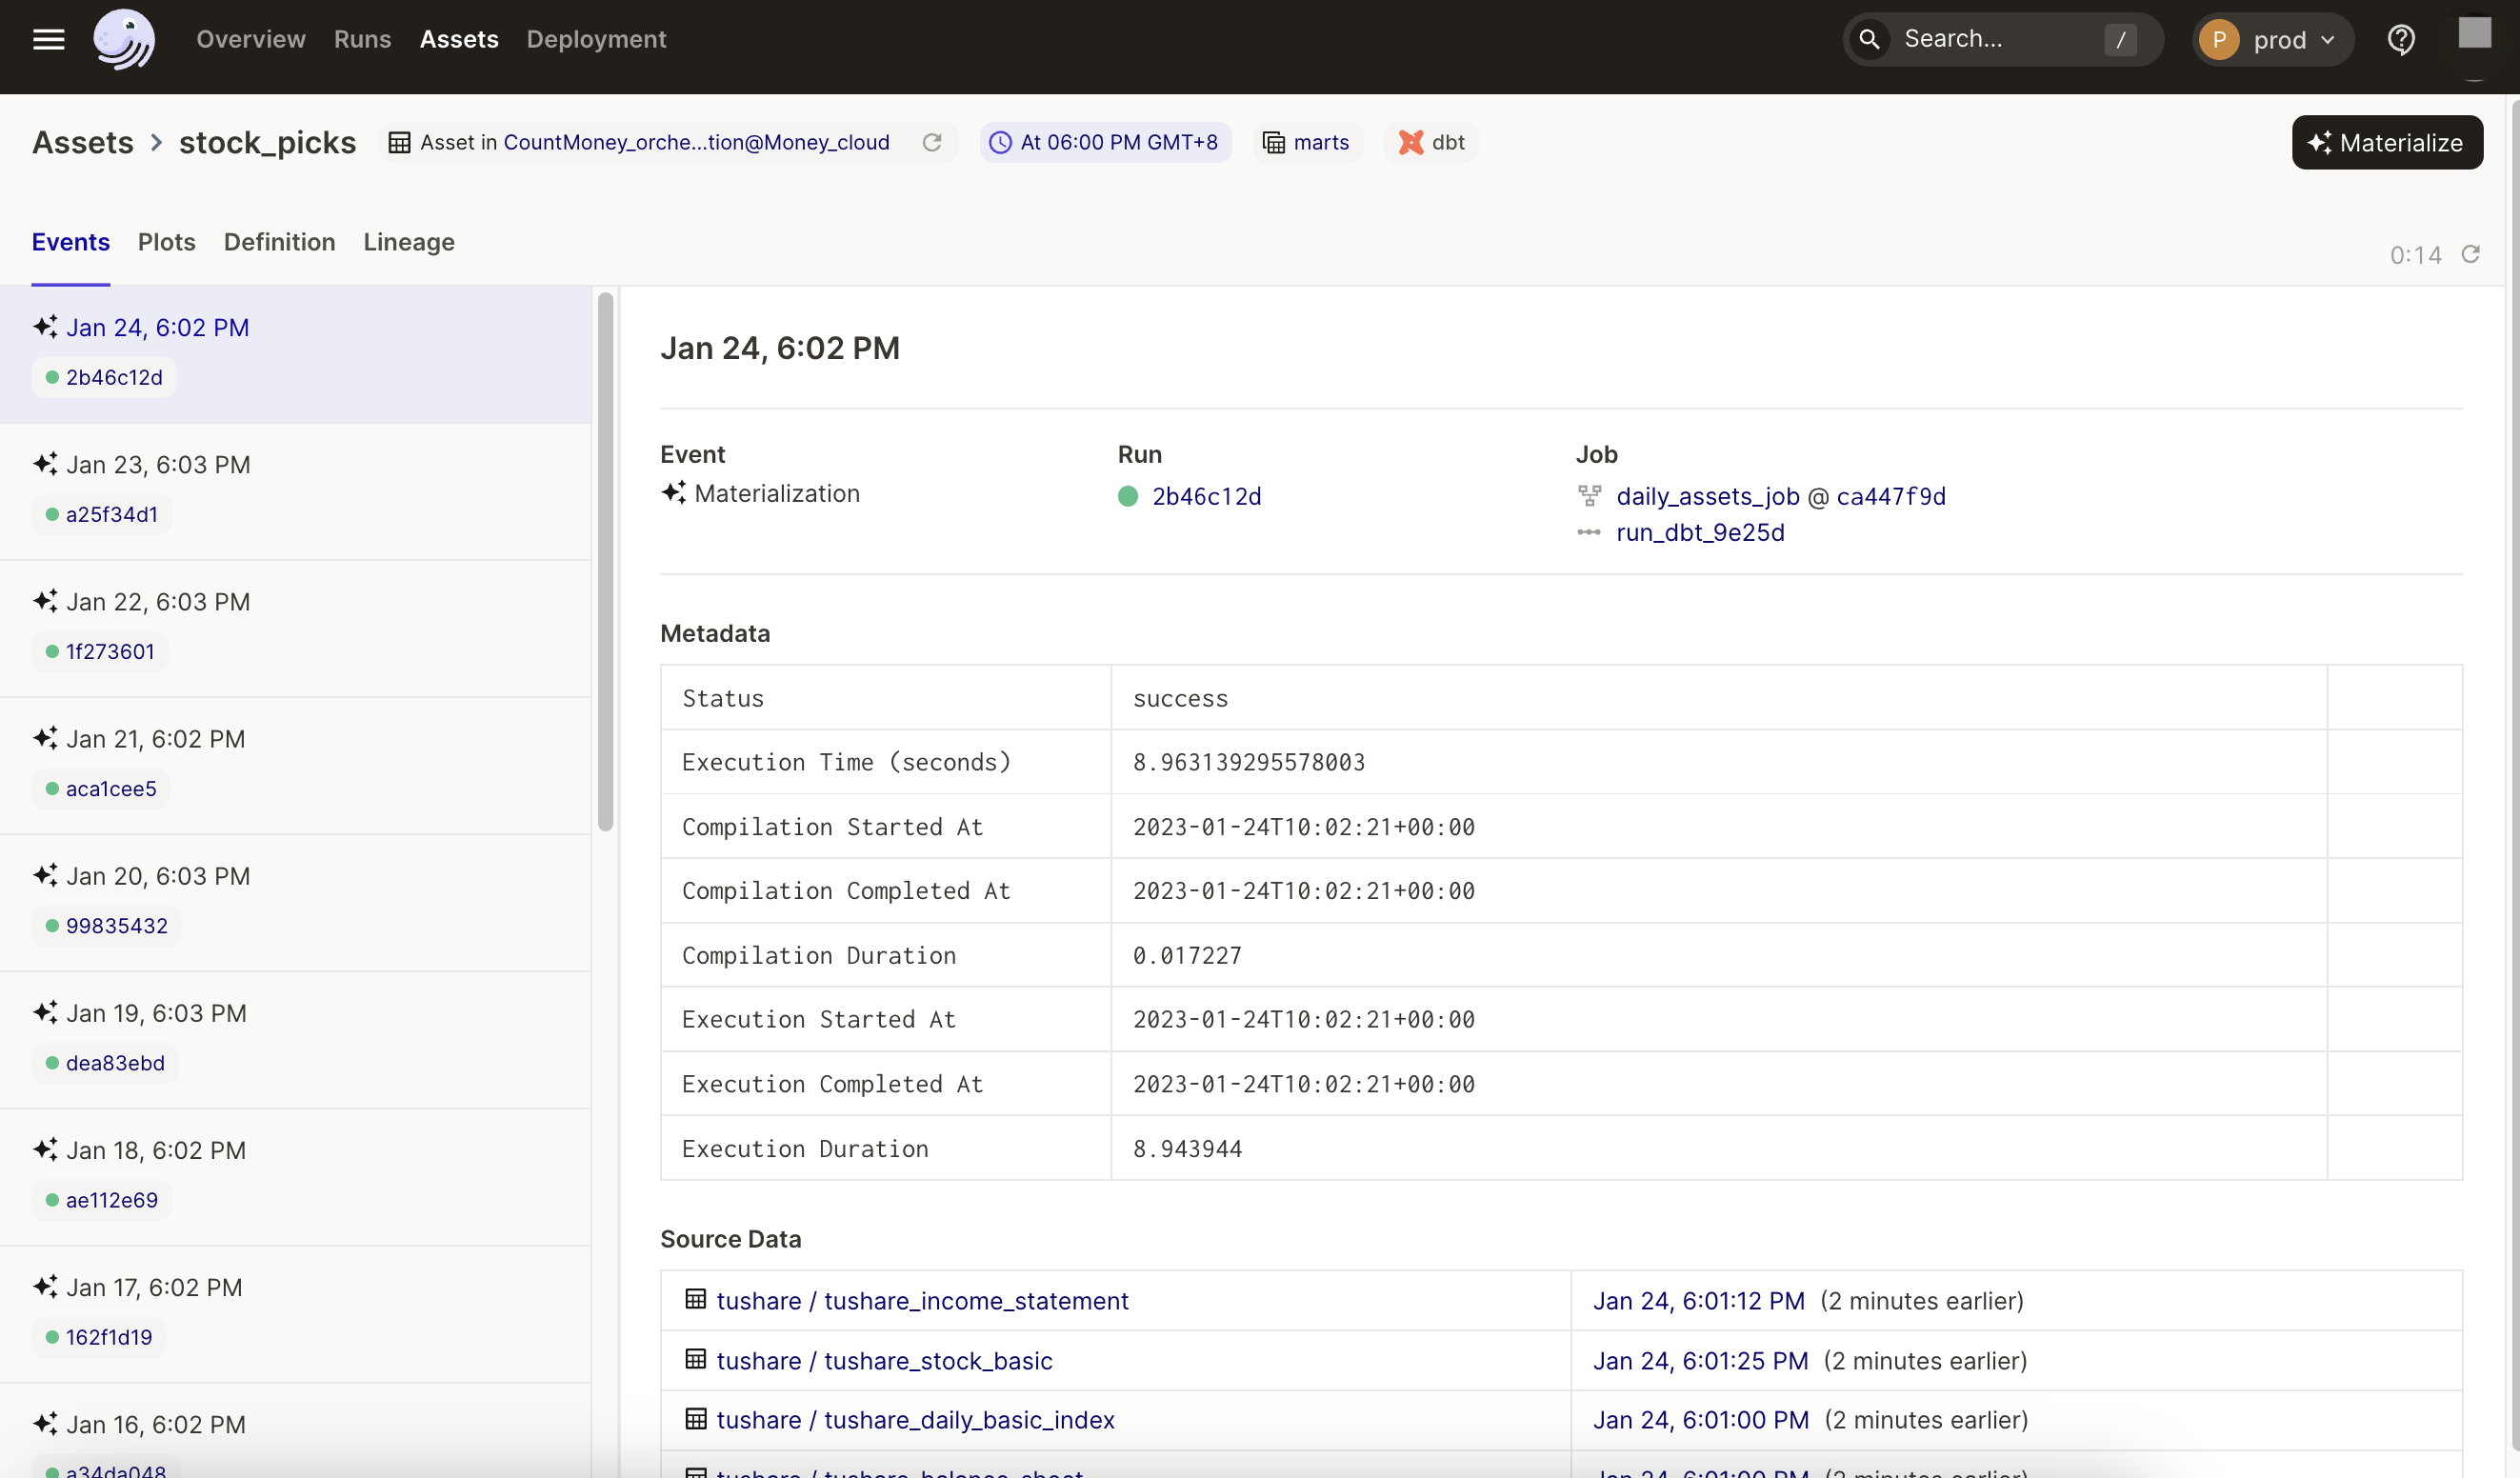 Overview Runs Assets Deployment Search... / P prod
Assets > stock_picks Asset in CountMoney_orche...tion@Money_cloud At 06:00 PM GMT+8 marts dbt Materialize
Events Plots Definition Lineage 0:14
Jan 24, 6:02 PM
2b46c12d
Jan 23, 6:03 PM
a25f34d1
Jan 22, 6:03 PM
1f273601
Jan 21, 6:02 PM
aca1cee5
Jan 20, 6:03 PM
99835432
Jan 19, 6:03 PM
dea83ebd
Jan 18, 6:02 PM
ae112e69
Jan 17, 6:02 PM
162f1d19
Jan 16, 6:02 PM
a34da048
Jan 24, 6:02 PM
Event Run Job
Materialization 2b46c12d daily_assets_job @ ca447f9d
run_dbt_9e25d
Metadata
Status success
Execution Time (seconds) 8.963139295578003
Compilation Started At 2023-01-24T10:02:21+00:00
Compilation Completed At 2023-01-24T10:02:21+00:00
Compilation Duration 0.017227
Execution Started At 2023-01-24T10:02:21+00:00
Execution Completed At 2023-01-24T10:02:21+00:00
Execution Duration 8.943944
Source Data
tushare / tushare_income_statement Jan 24, 6:01:12 PM (2 minutes earlier)
tushare / tushare_stock_basic Jan 24, 6:01:25 PM (2 minutes earlier)
tushare / tushare_daily_basic_index Jan 24, 6:01:00 PM (2 minutes earlier)
tushare / tushare_balance_sheet Jan 24, 6:01:00 PM (2 minutes earlier)